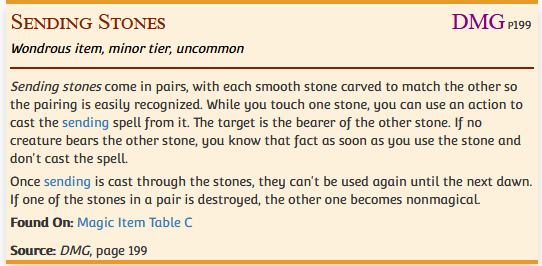 SENDING STONES DMG P199
Wondrous item, minor tier, uncommon
Sending stones come in pairs, with each smooth stone carved to match the other so
the pairing is easily recognized. While you touch one stone, you can use an action to
cast the sending spell from it. The target is the bearer of the other stone. If no
creature bears the other stone, you know that fact as soon as you use the stone and
don't cast the spell.
Once sending is cast through the stones, they can't be used again until the next dawn.
If one of the stones in a pair is destroyed, the other one becomes nonmagical.
Found On: Magic Item Table C
Source: DMG, page 199